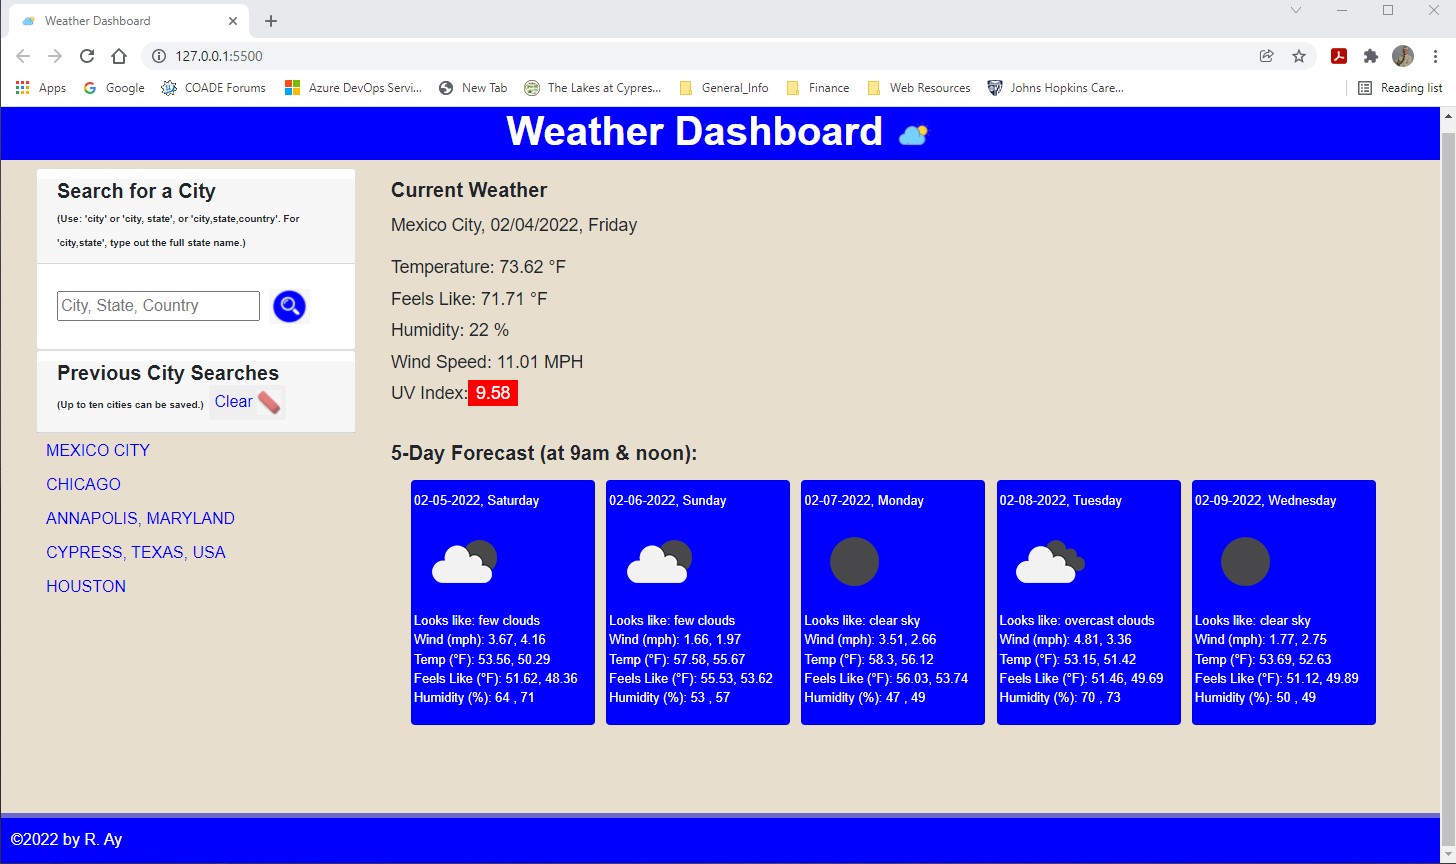 Weather Dashboard
127.0.0.1:5500
Apps
Google
COADE Forums
Azure DevOps Servi...
New Tab
The Lakes at Cypres...
General_Info
Finance
Web Resources
Johns Hopkins Care...
Reading list
Weather Dashboard
Search for a City
(Use: 'city' or 'city, state', or 'city,state,country'. For
'city,state', type out the full state name.)
City, State, Country
Previous City Searches
(Up to ten cities can be saved.) Clear
MEXICO CITY
CHICAGO
ANNAPOLIS, MARYLAND
CYPRESS, TEXAS, USA
HOUSTON
Current Weather
Mexico City, 02/04/2022, Friday
Temperature: 73.62 °F
Feels Like: 71.71 °F
Humidity: 22 %
Wind Speed: 11.01 MPH
UV Index: 9.58
5-Day Forecast (at 9am & noon):
02-05-2022, Saturday
Looks like: few clouds
Wind (mph): 3.67, 4.16
Temp (°F): 53.56, 50.29
Feels Like (°F): 51.62, 48.36
Humidity (%): 64 , 71
02-06-2022, Sunday
Looks like: few clouds
Wind (mph): 1.66, 1.97
Temp (°F): 57.58, 55.67
Feels Like (°F): 55.53, 53.62
Humidity (%): 53 , 57
02-07-2022, Monday
Looks like: clear sky
Wind (mph): 3.51, 2.66
Temp (°F): 58.3, 56.12
Feels Like (°F): 56.03, 53.74
Humidity (%): 47 , 49
02-08-2022, Tuesday
Looks like: overcast clouds
Wind (mph): 4.81, 3.36
Temp (°F): 53.15, 51.42
Feels Like (°F): 51.46, 49.69
Humidity (%): 70 , 73
02-09-2022, Wednesday
Looks like: clear sky
Wind (mph): 1.77, 2.75
Temp (°F): 53.69, 52.63
Feels Like (°F): 51.12, 49.89
Humidity (%): 50 , 49
©2022 by R. Ay